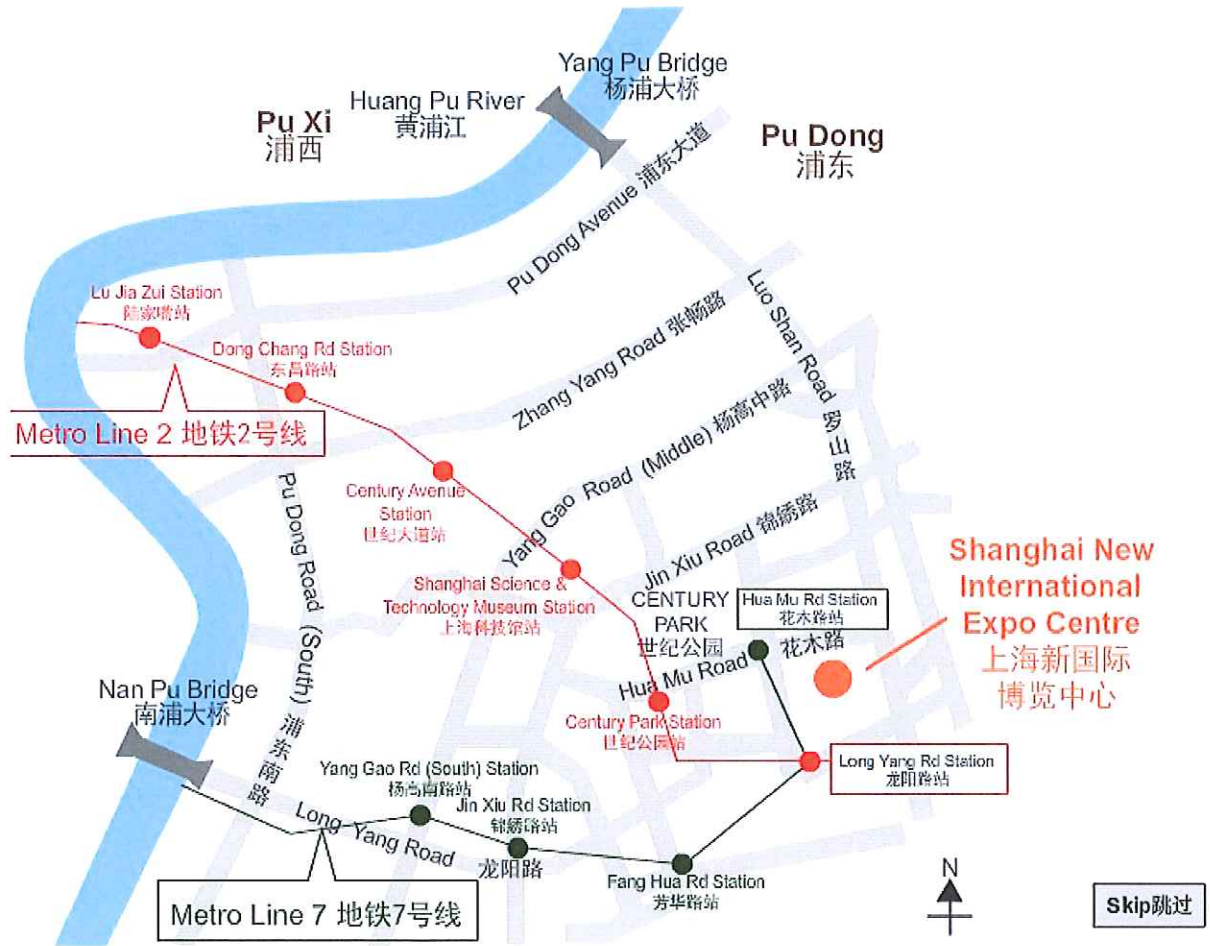 Yang Pu Bridge
杨浦大桥
Huang Pu River
黄浦江
Pu Xi
浦西
Pu Dong
浦东
Pu Dong Avenue 浦东大道
Lu Jia Zui Station
陆家嘴站
Dong Chang Rd Station
东昌路站
Luo Shan Road 罗山路
Zhang Yang Road 张畅路
Metro Line 2 地铁2号线
Yang Gao Road (Middle) 杨高中路
Century Avenue
Station
世纪大道站
Pu Dong Road (South) 浦东南路
Jin Xiu Road 锦绣路
Shanghai Science &
Technology Museum Station
上海科技馆站
CENTURY
PARK
世纪公园
Hua Mu Rd Station
花木路站
Shanghai New
International
Expo Centre
上海新国际
博览中心
Hua Mu Road 花木路
Nan Pu Bridge
南浦大桥
Century Park Station
世纪公园站
Long Yang Rd Station
龙阳路站
Yang Gao Rd (South) Station
杨高南路站
Jin Xiu Rd Station
锦绣路站
Long Yang Road 龙阳路
Fang Hua Rd Station
芳华路站
Metro Line 7 地铁7号线
N
Skip跳过